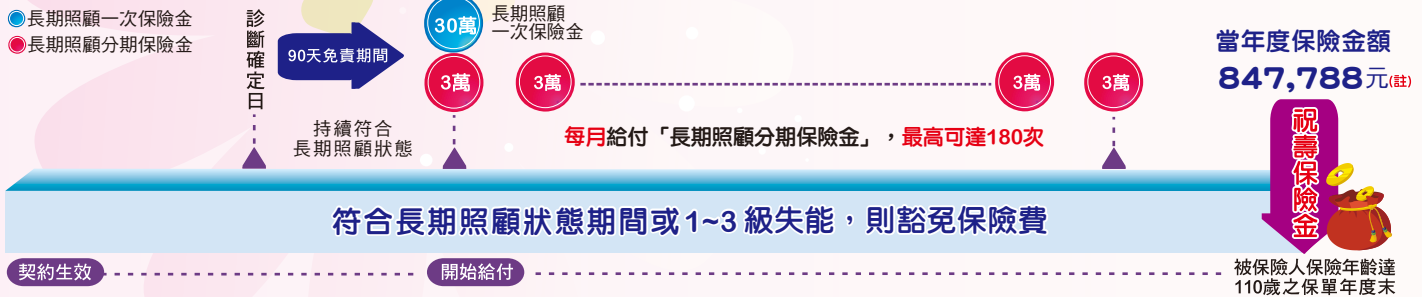 長期照顧一次保險金
長期照顧分期保險金
診斷確定日
90天免責期間
持續符合
長期照顧狀態
30萬
長期照顧
一次保險金
3萬
3萬
3萬
3萬
每月給付「長期照顧分期保險金」，最高可達180次
當年度保險金額
847,788元(註)
祝壽保險金
符合長期照顧狀態期間或1~3級失能，則豁免保險費
契約生效
開始給付
被保險人保險年齡達
110歲之保單年度末